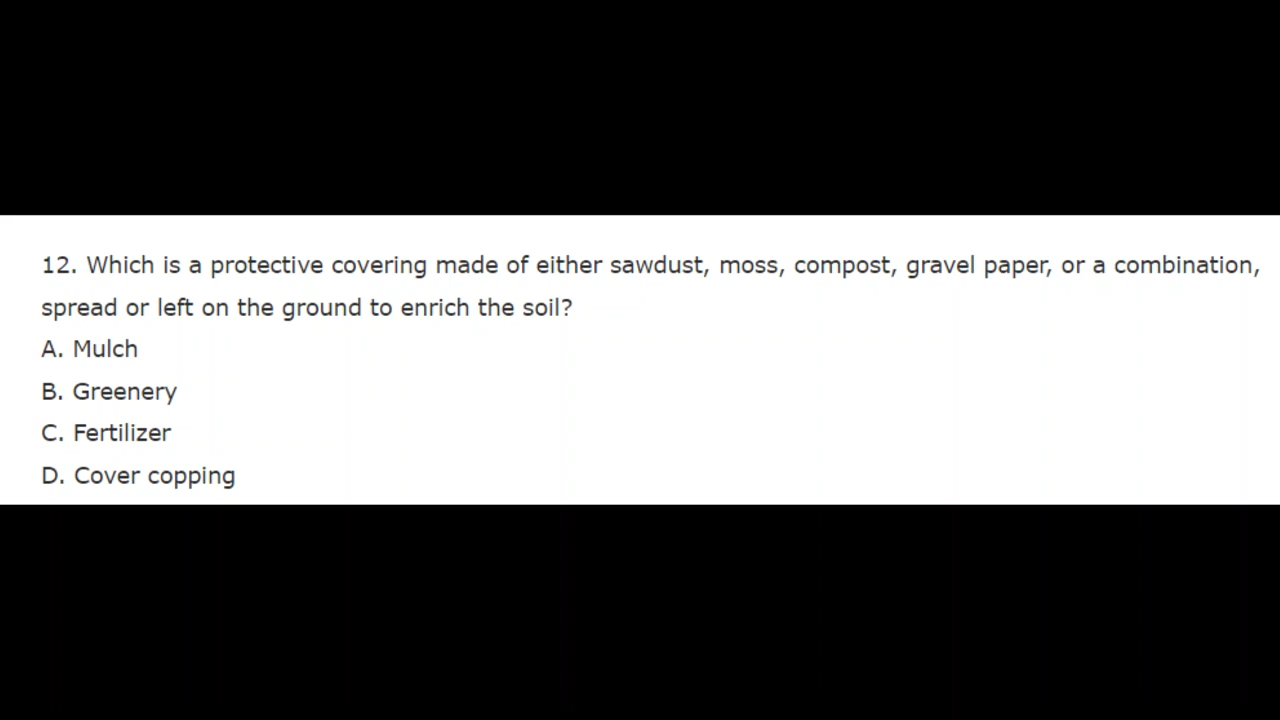 12. Which is a protective covering made of either sawdust, moss, compost, gravel paper, or a combination,
spread or left on the ground to enrich the soil?
A. Mulch
B. Greenery
C. Fertilizer
D. Cover copping